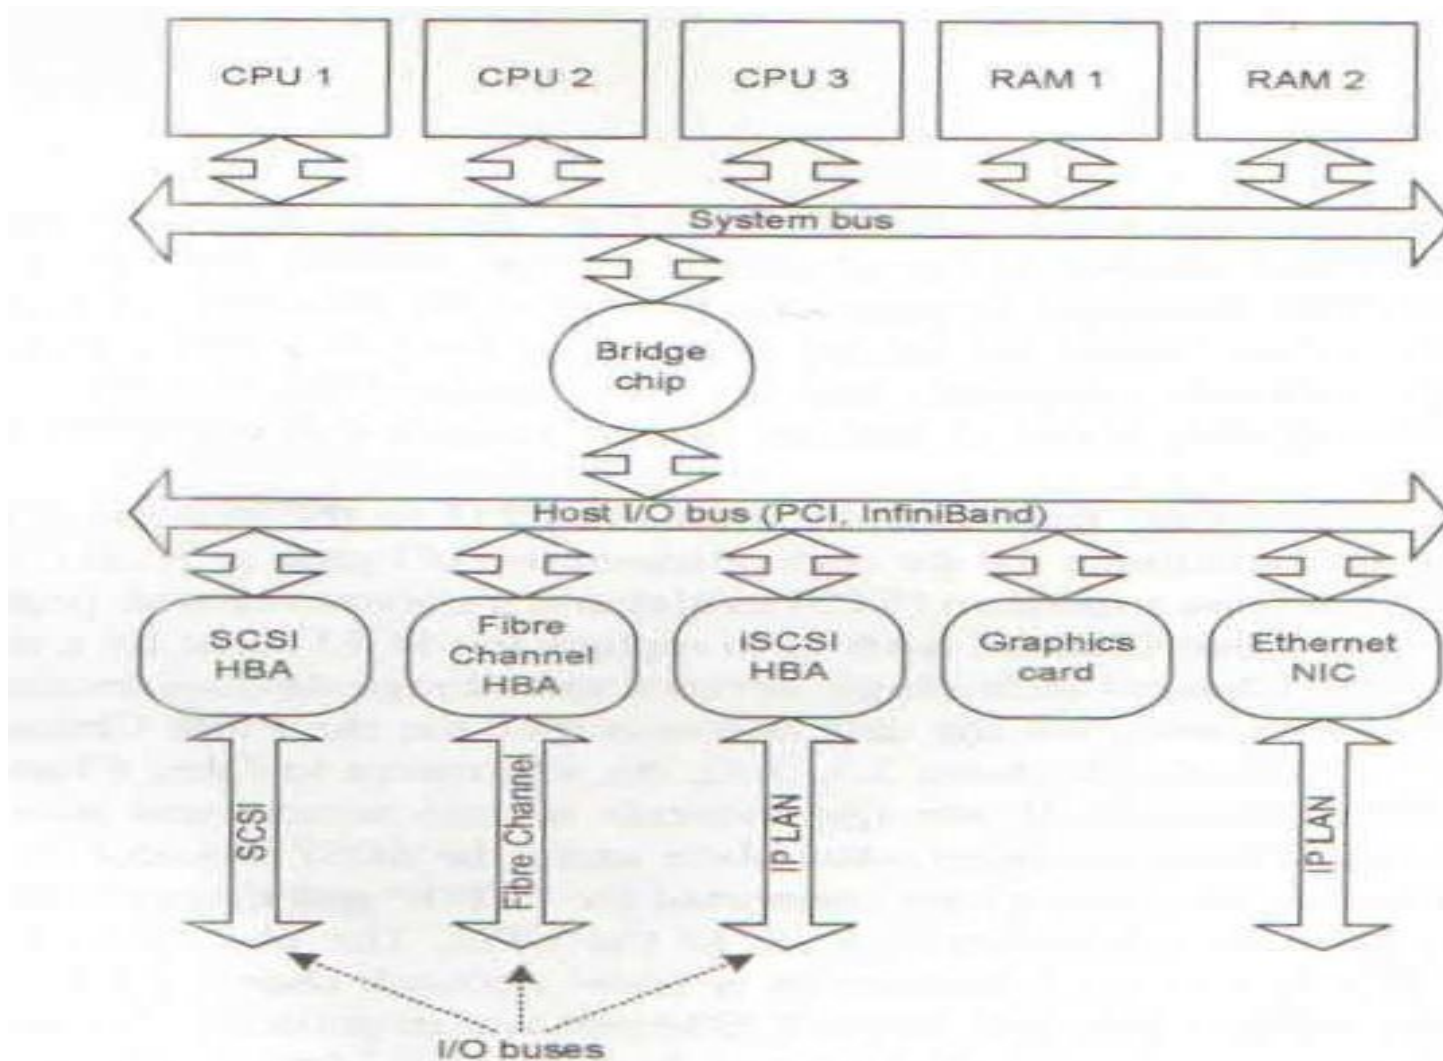 CPU 1
CPU 2
CPU 3
RAM 1
RAM 2
System bus
Bridge
chip
Host I/O bus (PCI, InfiniBand)
SCSI
HBA
Fibre
Channel
HBA
ISCSI
HBA
Graphics
card
Ethernet
NIC
SCSI
Fibre Channel
IP LAN
IP LAN
I/O buses